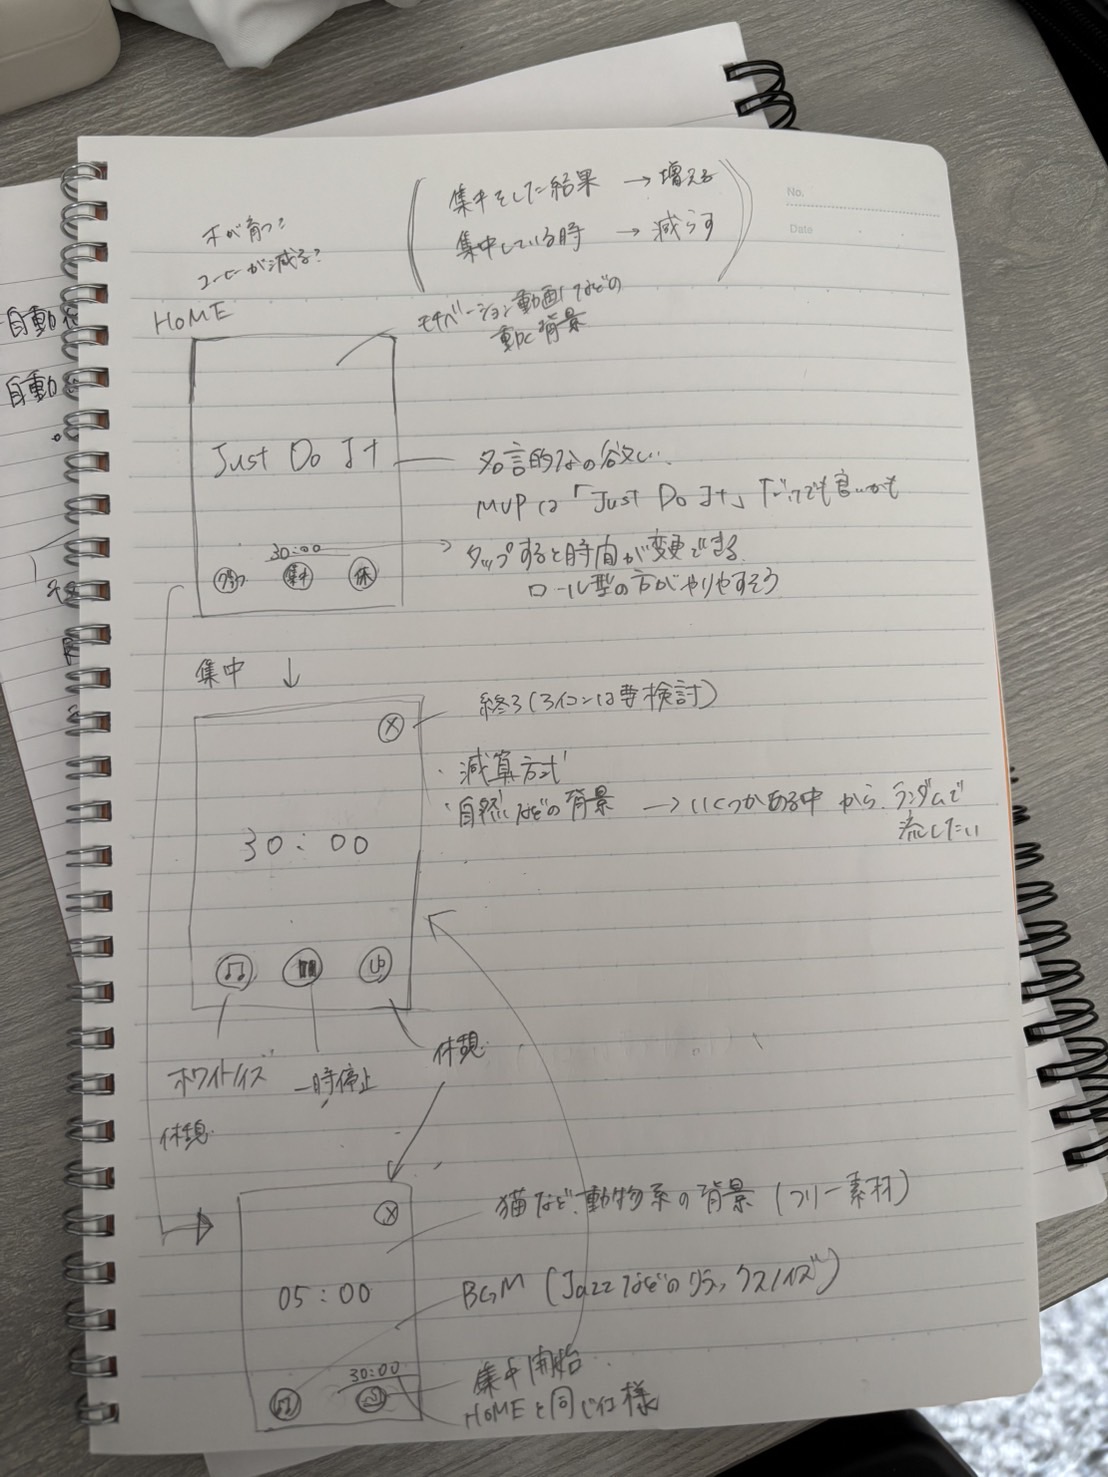 集中をした結果 → 増える
集中している時 → 減らす
No.
Date
木が育つ?
コーヒーが減る?
自動
自動
HOME
モチベーション動画などの
動く背景
Just Do It
名言的なの欲しい.
MVPは「Just Do It」だけでも良いかも
30:00
タップすると時間が変更できる.
ロール型の方がやりやすそう
集中
休
集中 ↓
X
終了(アイコンは要検討)
・減算方式
・自然などの背景 → いくつかある中から.ランダムで
流したい
30:00
ホワイトノイズ
一時停止
休憩
休憩
X
猫など.動物系の背景(フリー素材)
05:00
BGM(Jazzなどのリラックスノイズ)
30:00
集中開始
HOMEと同じ仕様